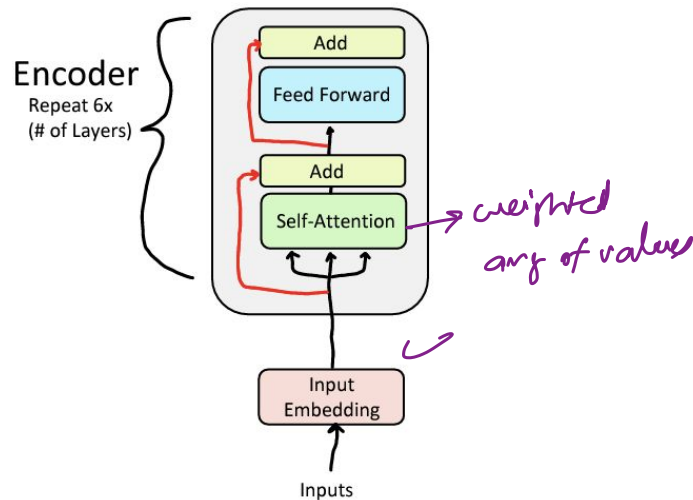 Add
Encoder
Repeat 6x
(# of Layers)
Feed Forward
Add
Self-Attention
weighted
avg of values
Input
Embedding
Inputs